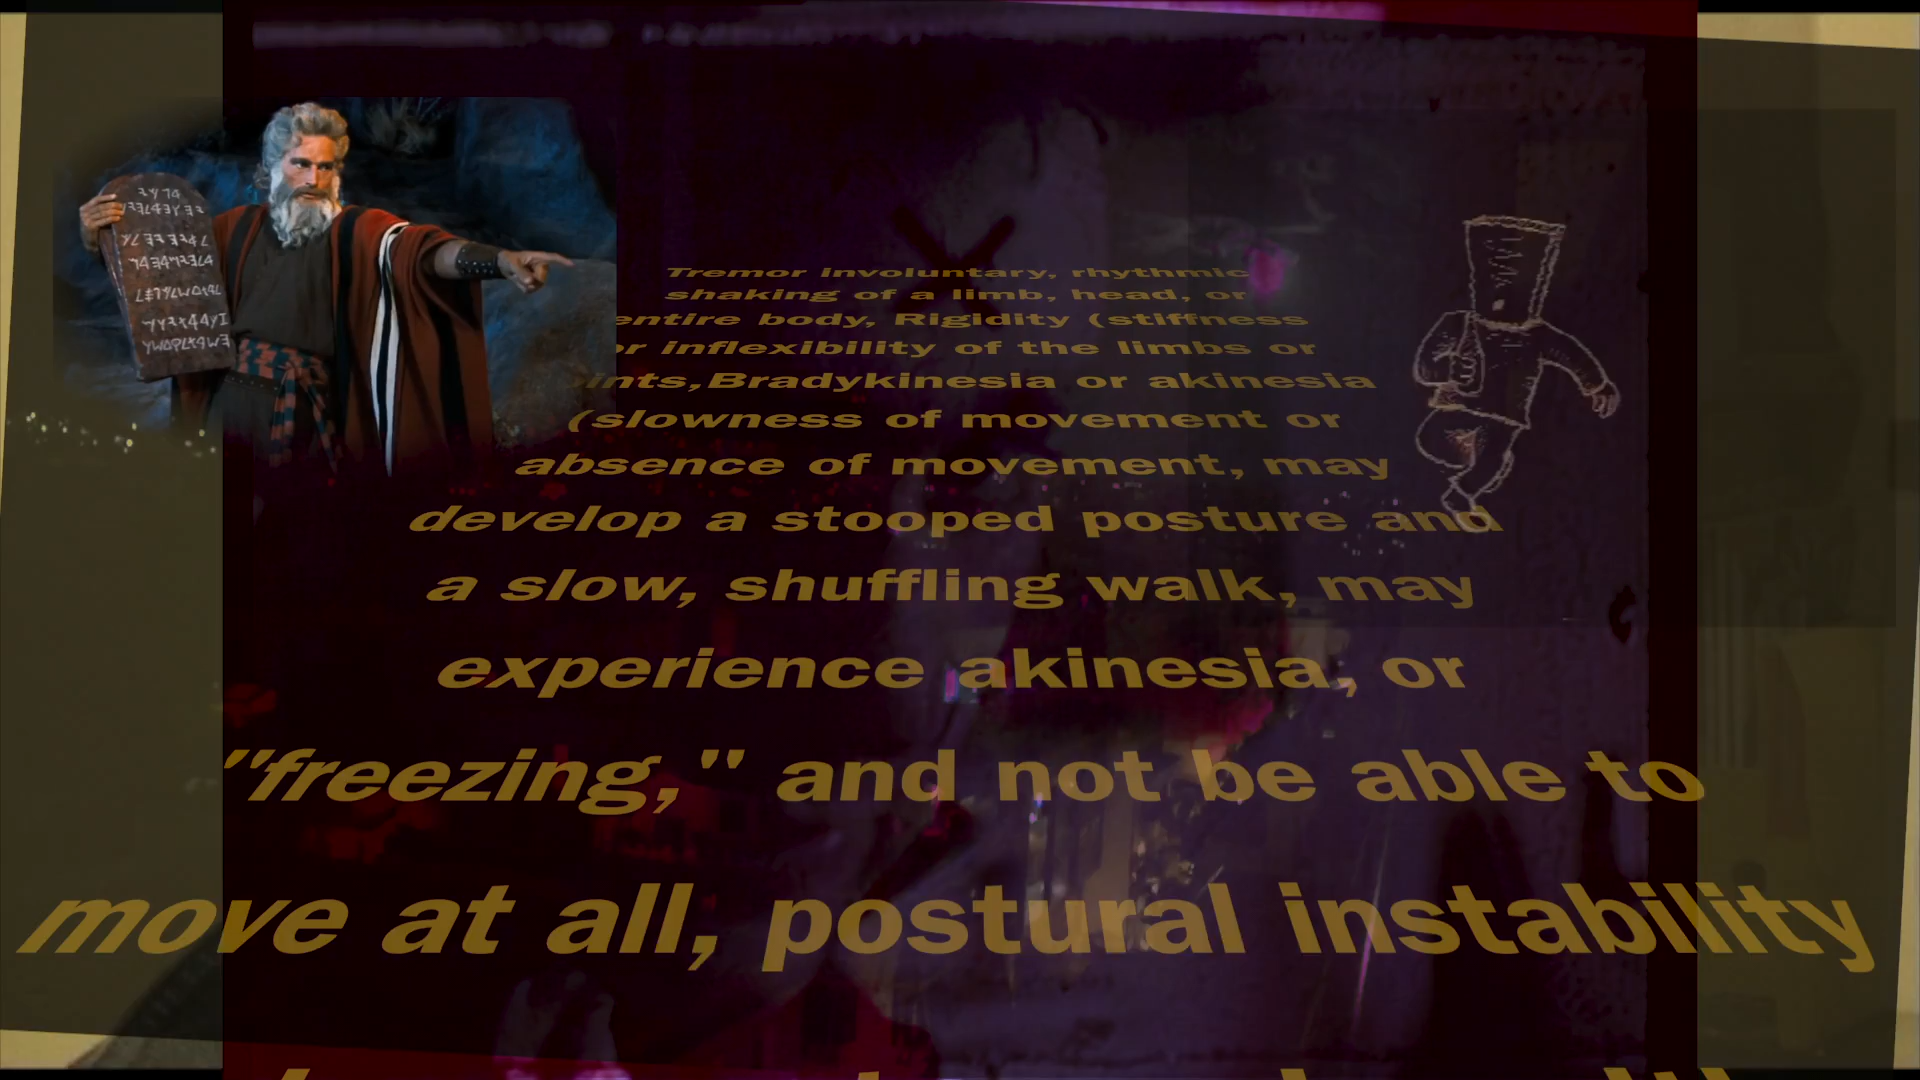 Tremor involuntary, rhythmic
shaking of a limb, head, or
entire body, Rigidity (stiffness
or inflexibility of the limbs or
ints,Bradykinesia or akinesia
(slowness of movement or
absence of movement, may
develop a stooped posture and
a slow, shuffling walk, may
experience akinesia, or
"freezing," and not be able to
move at all, postural instability